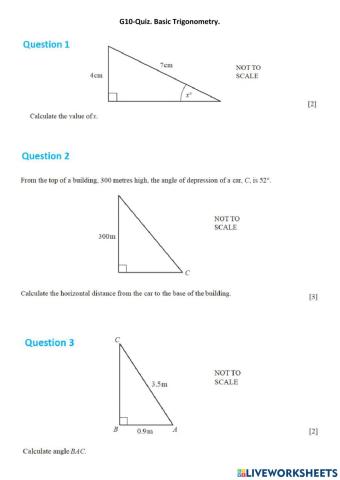 G10-Quiz. Basic Trigonometry.
Question 1
7cm
NOT TO
SCALE
4cm
x°
[2]
Calculate the value of x.
Question 2
From the top of a building, 300 metres high, the angle of depression of a car, C, is 52°.
NOT TO
SCALE
300m
C
Calculate the horizontal distance from the car to the base of the building.
[3]
Question 3
C
NOT TO
SCALE
3.5m
B
0.9m
A
[2]
Calculate angle BAC.
LIVEWORKSHEETS